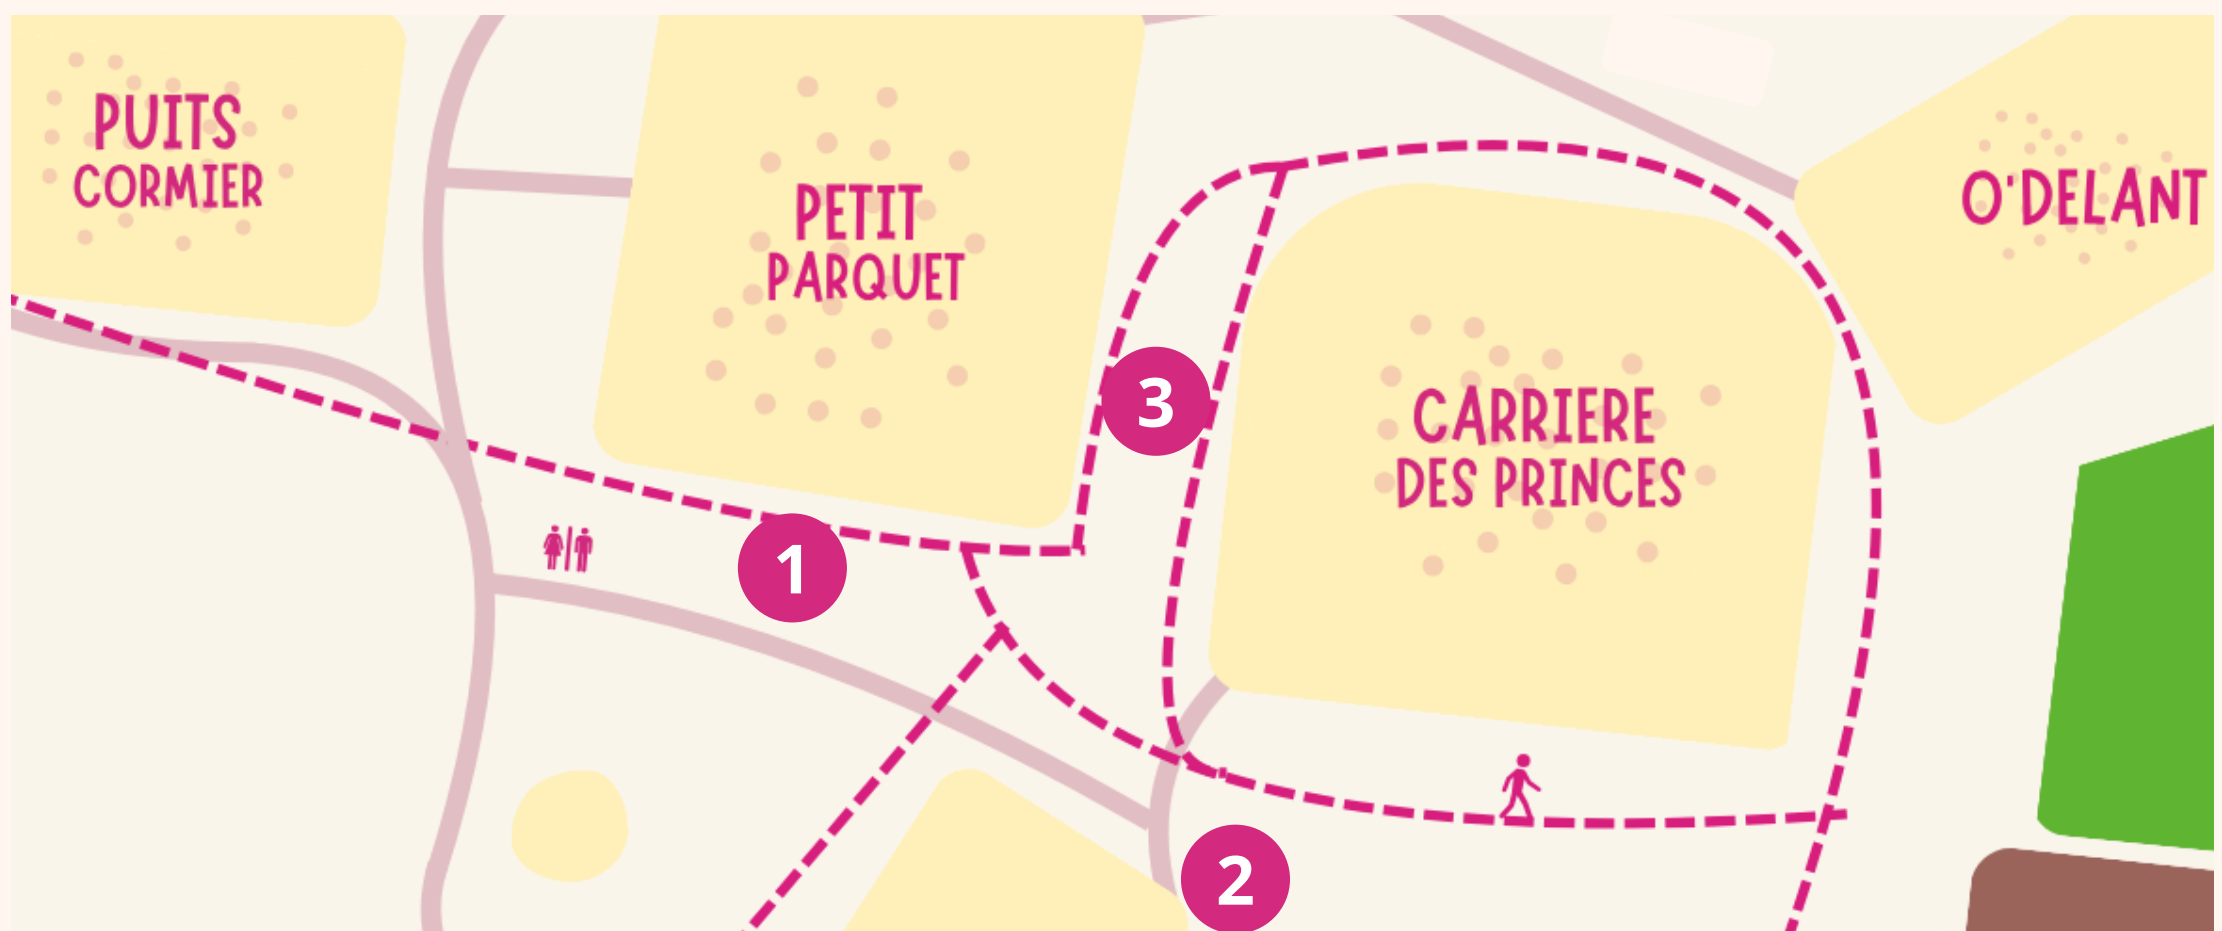 PUITS
CORMIER
PETIT
PARQUET
O'DELANT
3
CARRIERE
DES PRINCES
1
2